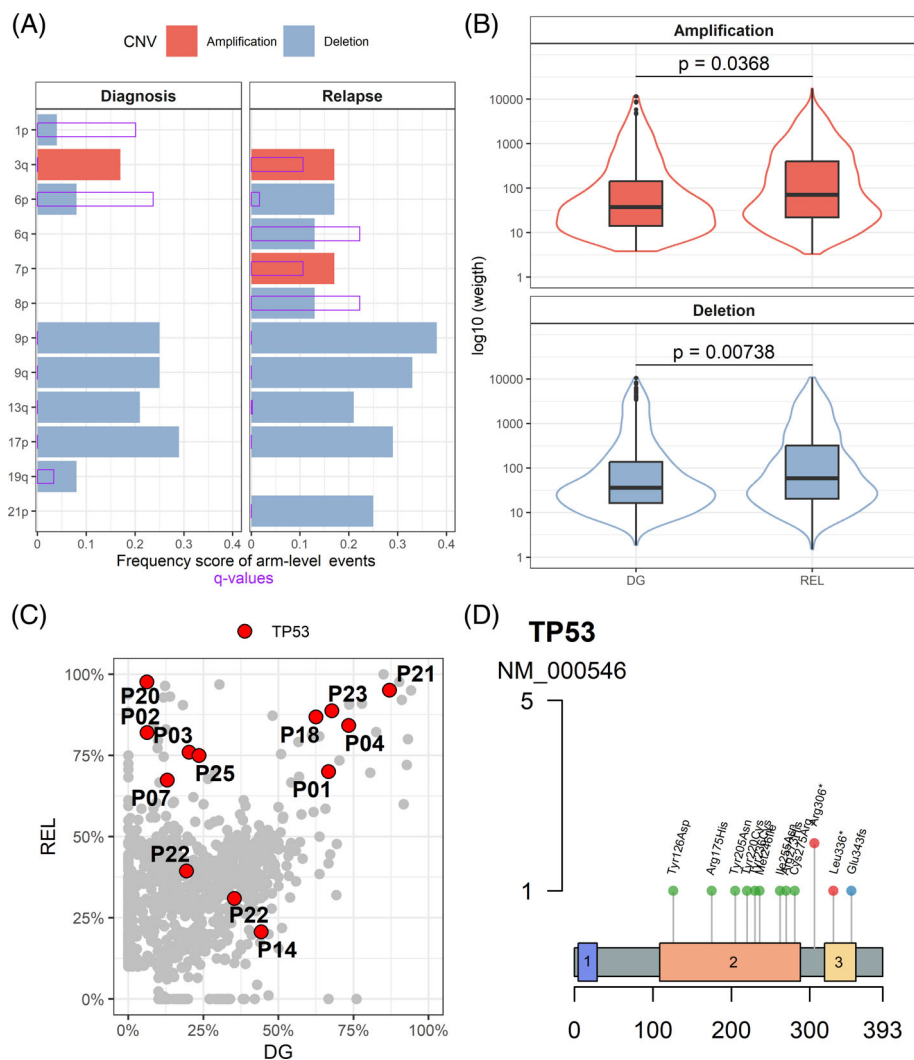 (A)
CNV Amplification Deletion
Diagnosis Relapse
1p
3q
6p
6q
7p
8p
9p
9q
13q
17p
19q
21p
0 0.1 0.2 0.3 0.4 0 0.1 0.2 0.3 0.4
Frequency score of arm-level events
q-values
(B)
Amplification
p = 0.0368
10000
1000
100
10
1
log10 (weigth)
Deletion
p = 0.00738
10000
1000
100
10
1
DG REL
(C)
TP53
100%
75%
50%
25%
0%
REL
P20
P02
P03
P25
P07
P22
P22
P14
P18
P23
P04
P01
P21
0% 25% 50% 75% 100%
DG
(D)
TP53
NM_000546
5
1
Tyr126Asp
Arg175His
Tyr205Asn
Tyr220Cys
Met246Ile
Ile255Asn
Cys275Arg
Arg306*
Leu336*
Glu343fs
1 2 3
0 100 200 300 393